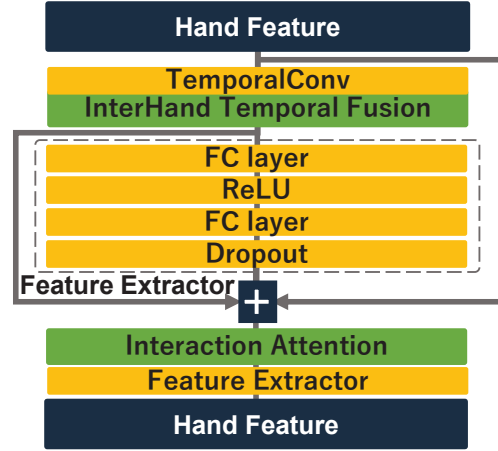 Hand Feature
TemporalConv
InterHand Temporal Fusion
FC layer
ReLU
FC layer
Dropout
Feature Extractor
+
Interaction Attention
Feature Extractor
Hand Feature